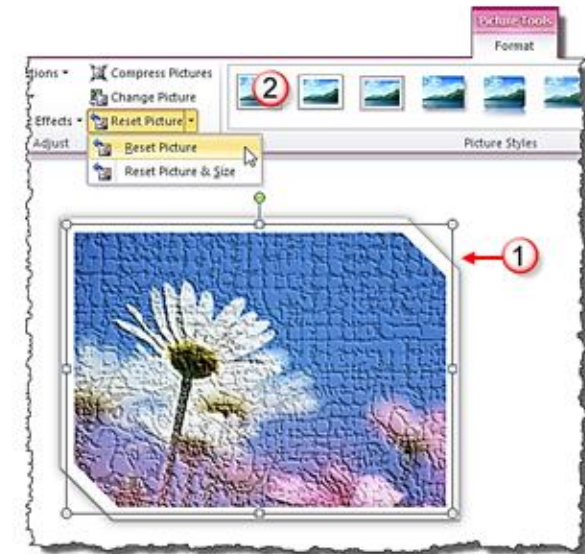 Picture Tools
Format
tions
Compress Pictures
Change Picture
Effects
Reset Picture
Adjust
Picture Styles
Reset Picture
Reset Picture & Size
2
1